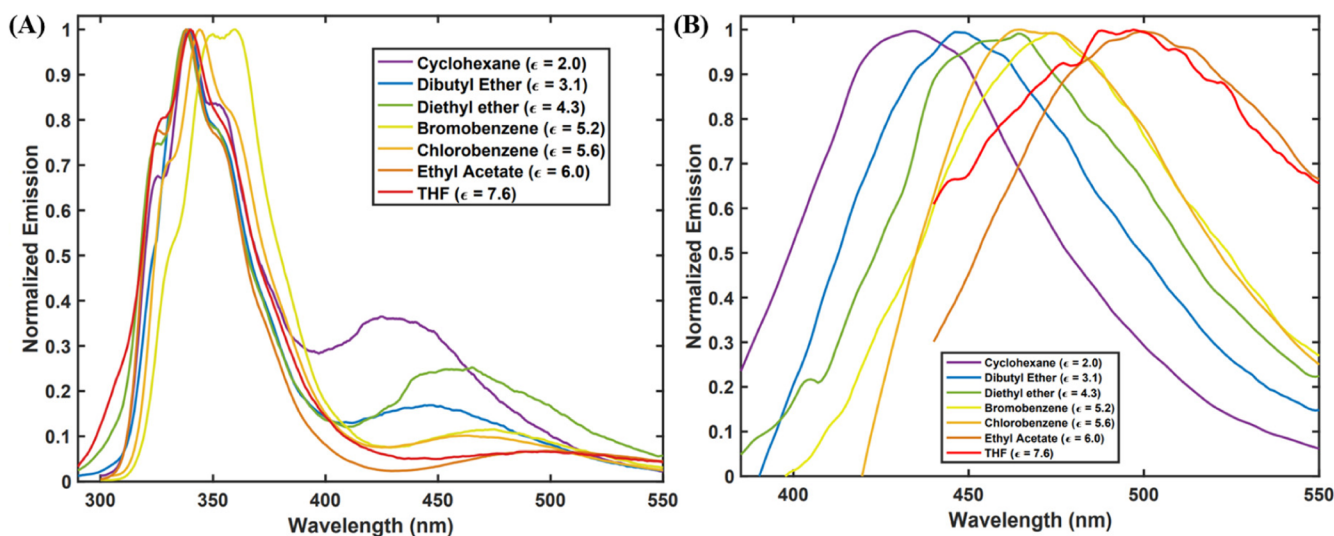 (A)
Normalized Emission
1
0.9
0.8
0.7
0.6
0.5
0.4
0.3
0.2
0.1
0
Cyclohexane (ϵ = 2.0)
Dibutyl Ether (ϵ = 3.1)
Diethyl ether (ϵ = 4.3)
Bromobenzene (ϵ = 5.2)
Chlorobenzene (ϵ = 5.6)
Ethyl Acetate (ϵ = 6.0)
THF (ϵ = 7.6)
300 350 400 450 500 550
Wavelength (nm)
(B)
Normalized Emission
1
0.9
0.8
0.7
0.6
0.5
0.4
0.3
0.2
0.1
0
Cyclohexane (ϵ = 2.0)
Dibutyl Ether (ϵ = 3.1)
Diethyl ether (ϵ = 4.3)
Bromobenzene (ϵ = 5.2)
Chlorobenzene (ϵ = 5.6)
Ethyl Acetate (ϵ = 6.0)
THF (ϵ = 7.6)
400 450 500 550
Wavelength (nm)